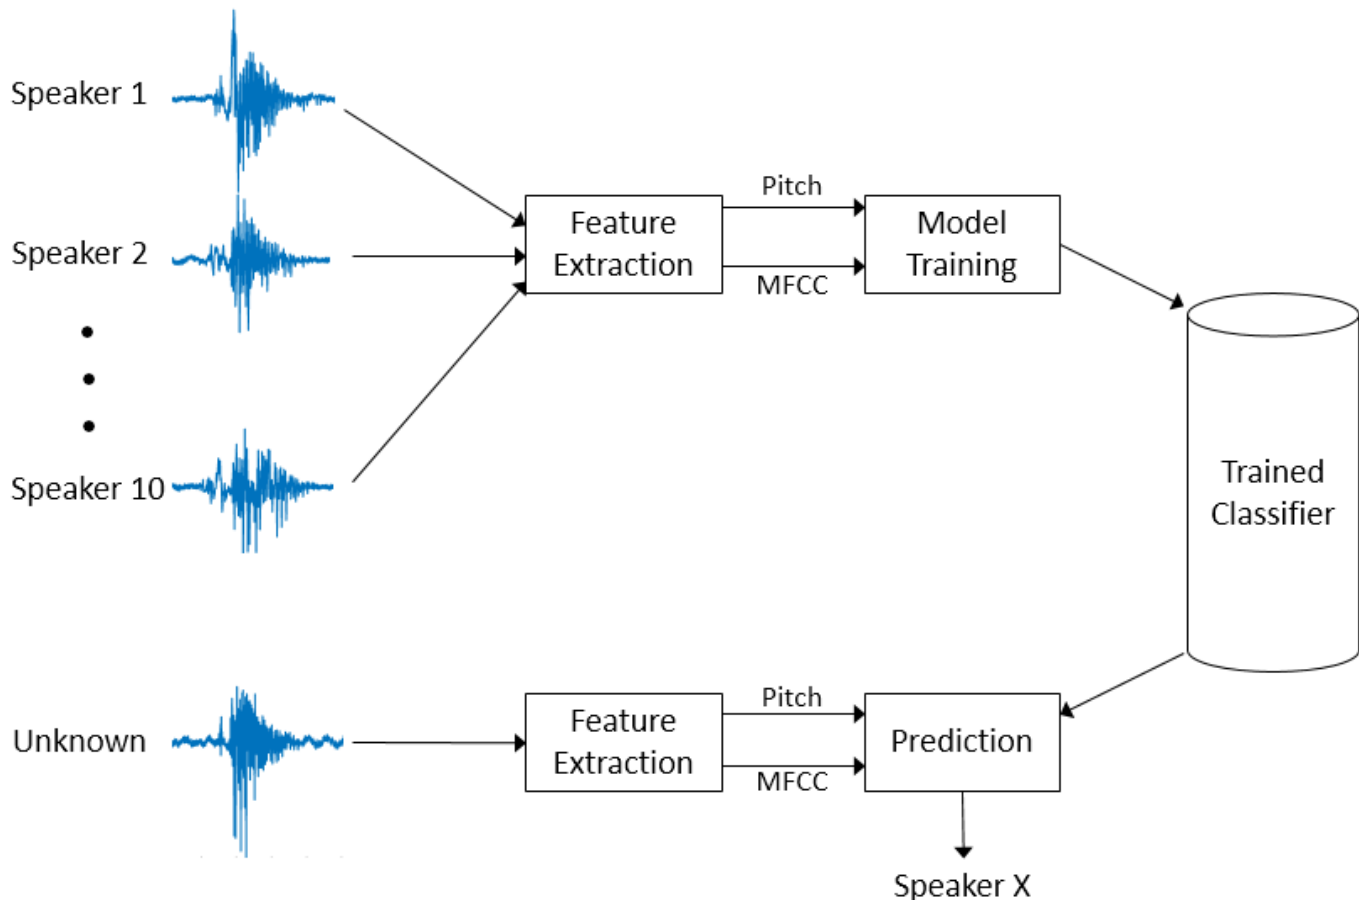 Speaker 1
Speaker 2
Speaker 10
Feature
Extraction
Pitch
MFCC
Model
Training
Trained
Classifier
Unknown
Feature
Extraction
Pitch
MFCC
Prediction
Speaker X